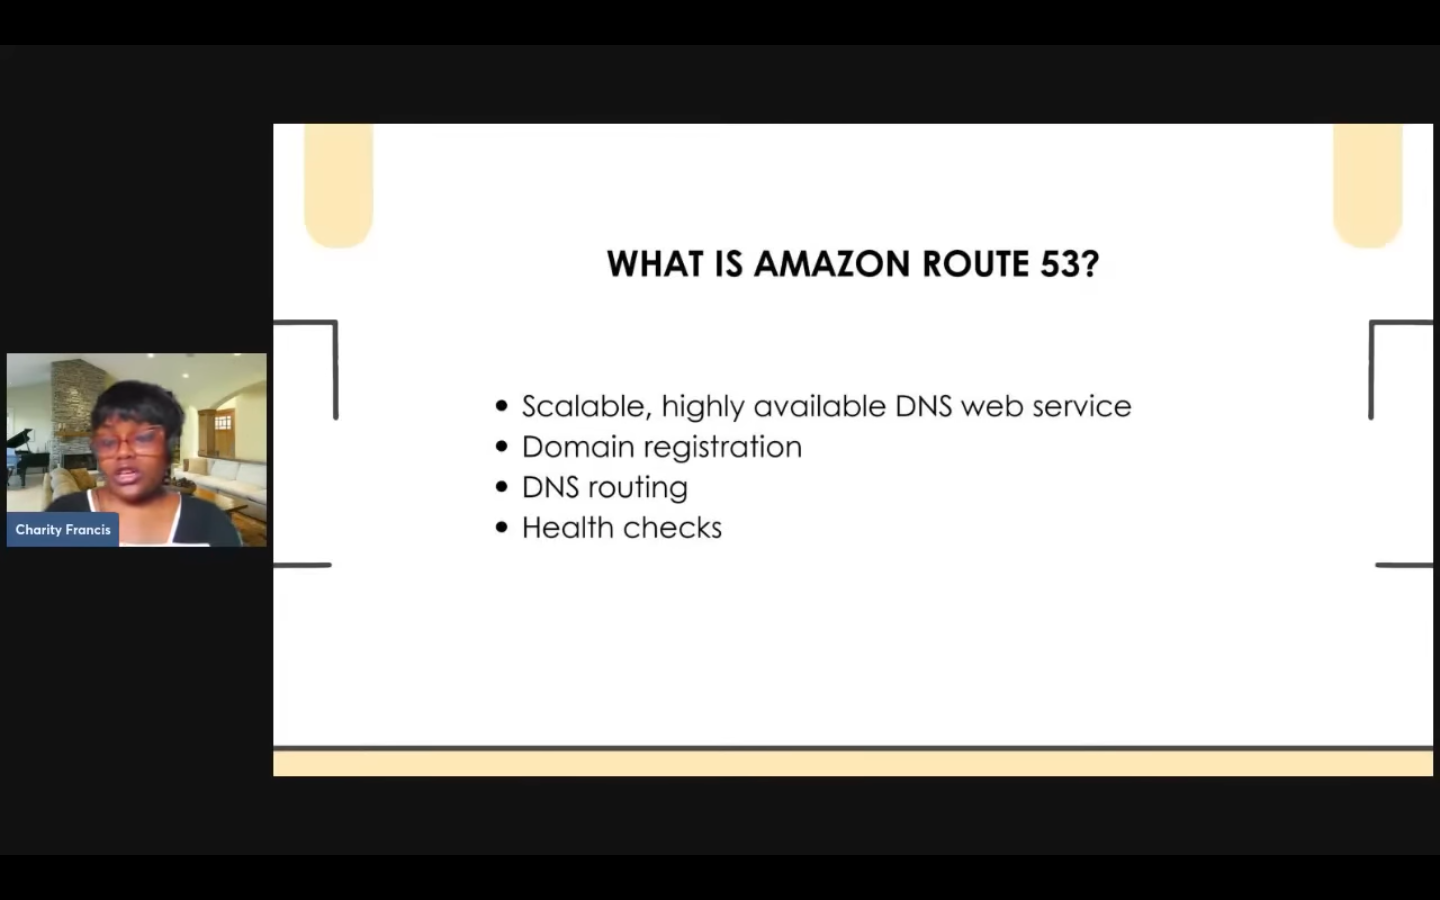 WHAT IS AMAZON ROUTE 53?
• Scalable, highly available DNS web service
• Domain registration
• DNS routing
• Health checks
Charity Francis